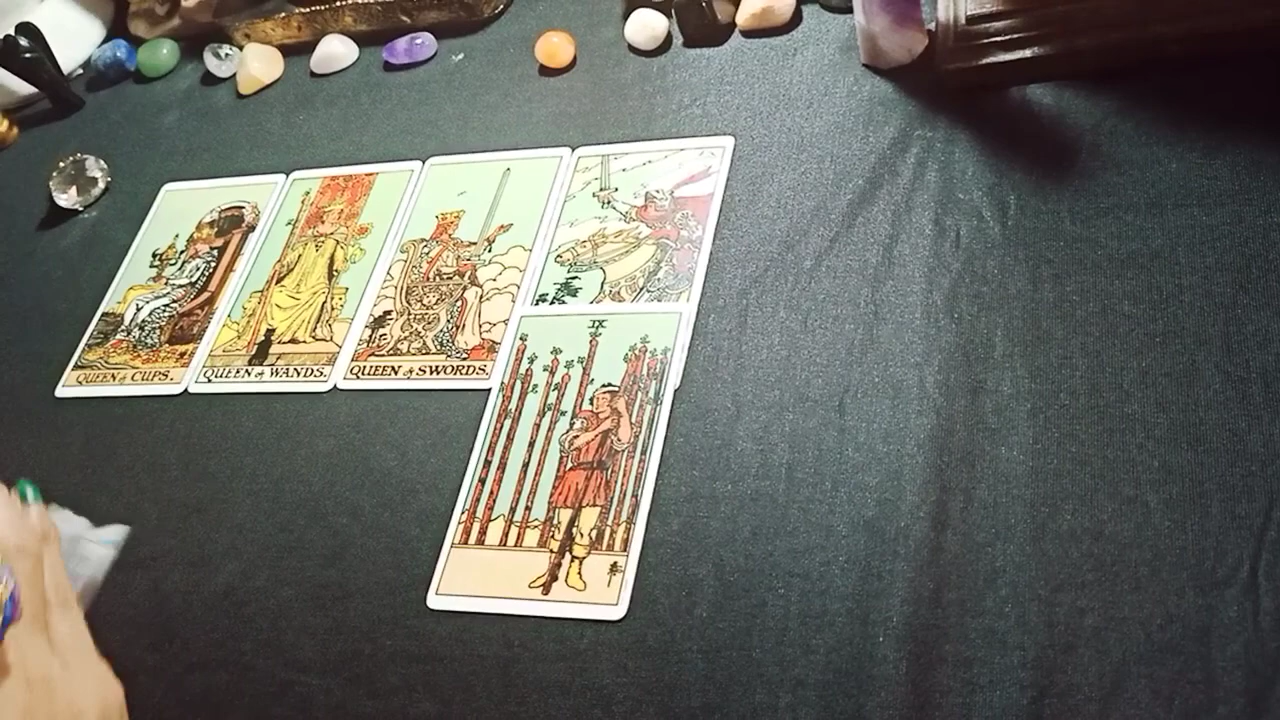 QUEEN of CUPS.
QUEEN of WANDS.
QUEEN of SWORDS.
IX